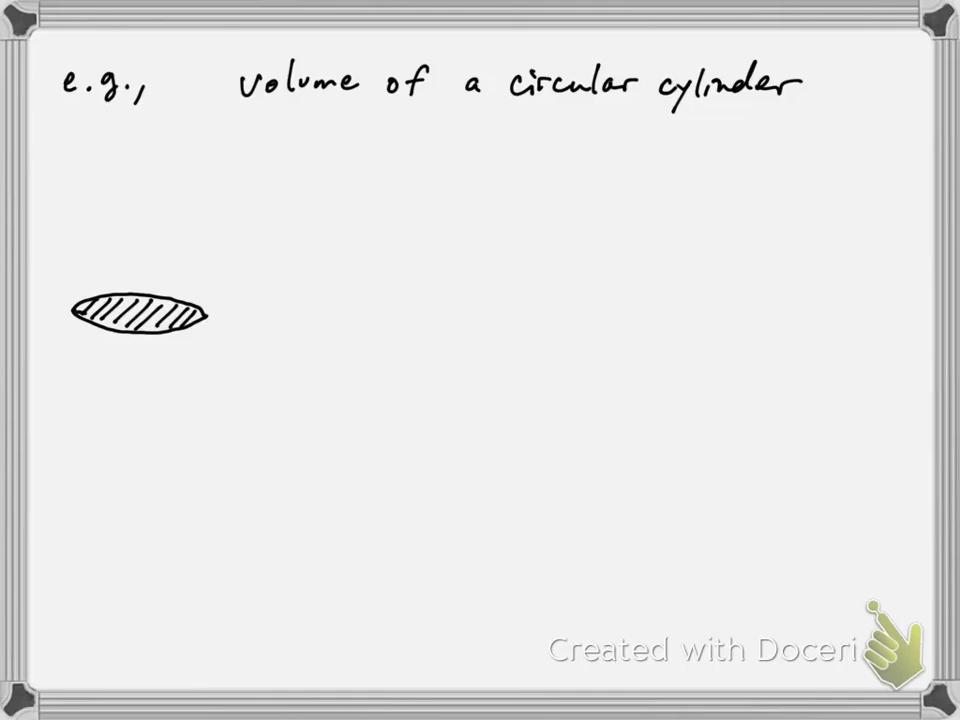 e.g., volume of a circular cylinder
Created with Doceri